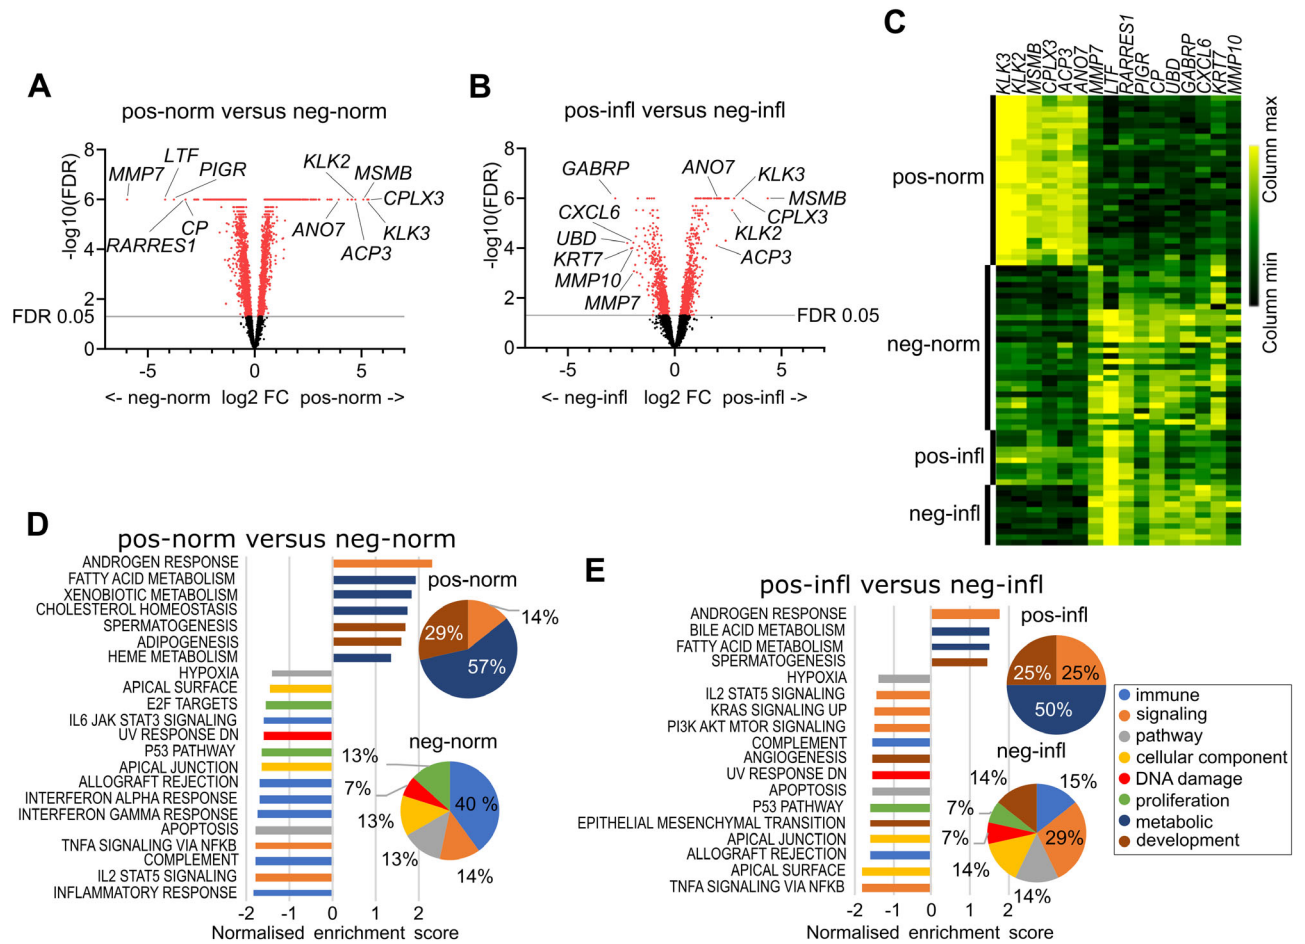 A
pos-norm versus neg-norm
-log10(FDR)
8
6
4
2
0
FDR 0.05
MMP7
LTF
PIGR
RARRES1
CP
KLK2
MSMB
CPLX3
ANO7
KLK3
ACP3
-5
0
5
<- neg-norm log2 FC pos-norm ->
B
pos-infl versus neg-infl
-log10(FDR)
8
6
4
2
0
FDR 0.05
GABRP
CXCL6
UBD
KRT7
MMP10
MMP7
ANO7
KLK3
MSMB
CPLX3
KLK2
ACP3
-5
0
5
<- neg-infl log2 FC pos-infl ->
C
KLK3
KLK2
MSMB
CPLX3
ACP3
ANO7
MMP7
LTF
RARRES1
PIGR
CP
UBD
GABRP
CXCL6
KRT7
MMP10
pos-norm
neg-norm
pos-infl
neg-infl
Column max
Column min
D
pos-norm versus neg-norm
ANDROGEN RESPONSE
FATTY ACID METABOLISM
XENOBIOTIC METABOLISM
CHOLESTEROL HOMEOSTASIS
SPERMATOGENESIS
ADIPOGENESIS
HEME METABOLISM
HYPOXIA
APICAL SURFACE
E2F TARGETS
IL6 JAK STAT3 SIGNALING
UV RESPONSE DN
P53 PATHWAY
APICAL JUNCTION
ALLOGRAFT REJECTION
INTERFERON ALPHA RESPONSE
INTERFERON GAMMA RESPONSE
APOPTOSIS
TNFA SIGNALING VIA NFKB
COMPLEMENT
IL2 STAT5 SIGNALING
INFLAMMATORY RESPONSE
-2
-1
0
1
2
Normalised enrichment score
pos-norm
14%
29%
57%
neg-norm
13%
7%
40 %
13%
13%
14%
E
pos-infl versus neg-infl
ANDROGEN RESPONSE
BILE ACID METABOLISM
FATTY ACID METABOLISM
SPERMATOGENESIS
HYPOXIA
IL2 STAT5 SIGNALING
KRAS SIGNALING UP
PI3K AKT MTOR SIGNALING
COMPLEMENT
ANGIOGENESIS
UV RESPONSE DN
APOPTOSIS
P53 PATHWAY
EPITHELIAL MESENCHYMAL TRANSITION
APICAL JUNCTION
ALLOGRAFT REJECTION
APICAL SURFACE
TNFA SIGNALING VIA NFKB
-2
-1
0
1
2
Normalised enrichment score
pos-infl
25%
25%
50%
neg-infl
14%
15%
7%
7%
29%
14%
14%
immune
signaling
pathway
cellular component
DNA damage
proliferation
metabolic
development